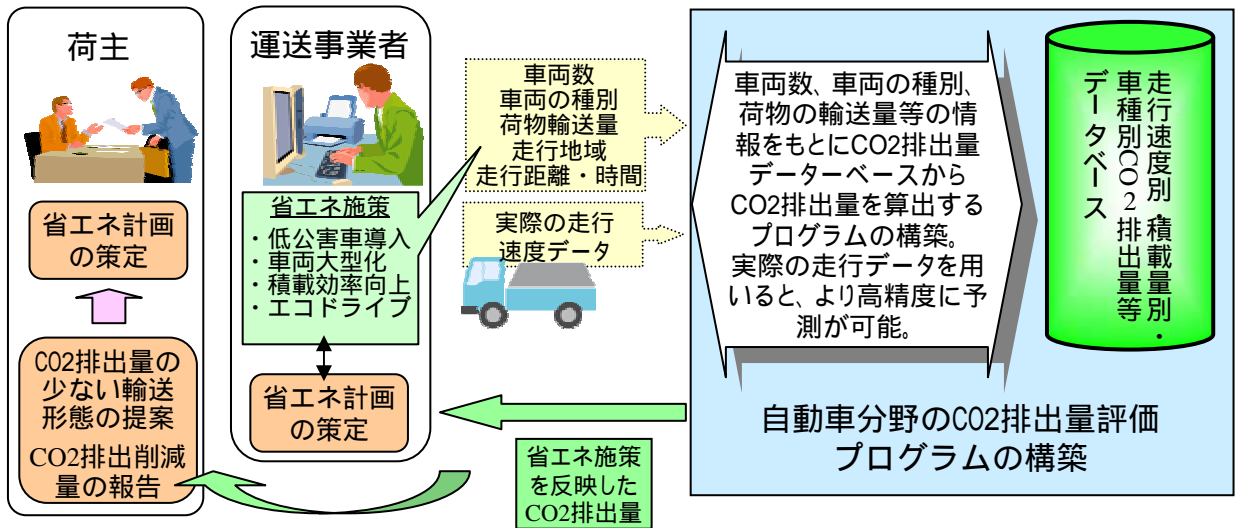 荷主
省エネ計画
の策定
CO2排出量の
少ない輸送
形態の提案
CO2排出削減
量の報告
運送事業者
省エネ施策
・低公害車導入
・車両大型化
・積載効率向上
・エコドライブ
省エネ計画
の策定
車両数
車両の種別
荷物輸送量
走行地域
走行距離・時間
実際の走行
速度データ
省エネ施策
を反映した
CO2排出量
車両数、車両の種別、
荷物の輸送量等の情
報をもとにCO2排出量
データーベースから
CO2排出量を算出する
プログラムの構築。
実際の走行データを用
いると、より高精度に予
測が可能。
走行速度別・積載量別・
車種別CO2排出量等
データベース
自動車分野のCO2排出量評価
プログラムの構築